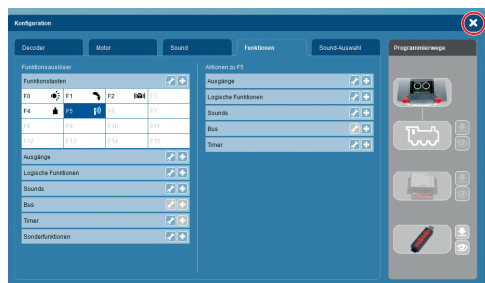 Konfiguration
Decoder
Motor
Sound
Funktionen
Sound-Auswahl
Programmierwege
Funktionsauslöser
Funktionstasten
F0
F1
F2
F3
F4
F5
F6
F7
F8
F9
F10
F11
F12
F13
F14
F15
Ausgänge
Logische Funktionen
Sounds
Bus
Timer
Sonderfunktionen
Aktionen zu F5
Ausgänge
Logische Funktionen
Sounds
Bus
Timer